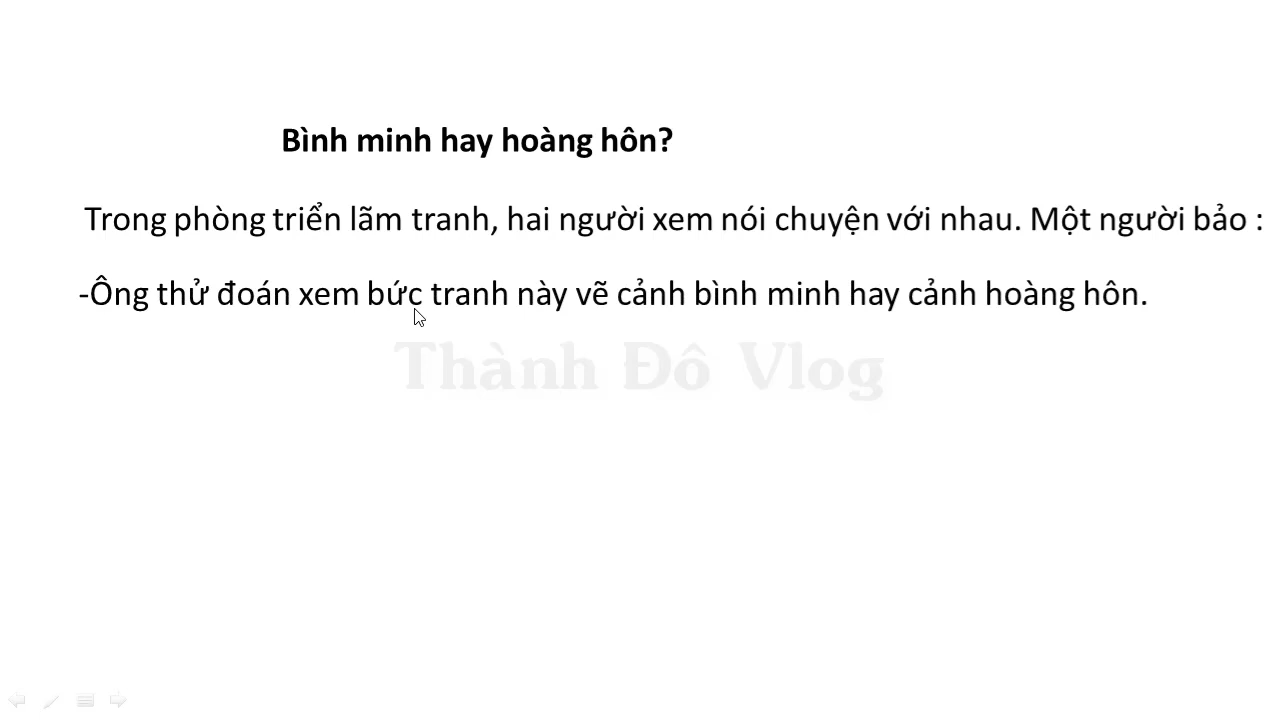 Bình minh hay hoàng hôn?
Trong phòng triển lãm tranh, hai người xem nói chuyện với nhau. Một người bảo :
-Ông thử đoán xem bức tranh này vẽ cảnh bình minh hay cảnh hoàng hôn.
Thành Đô Vlog